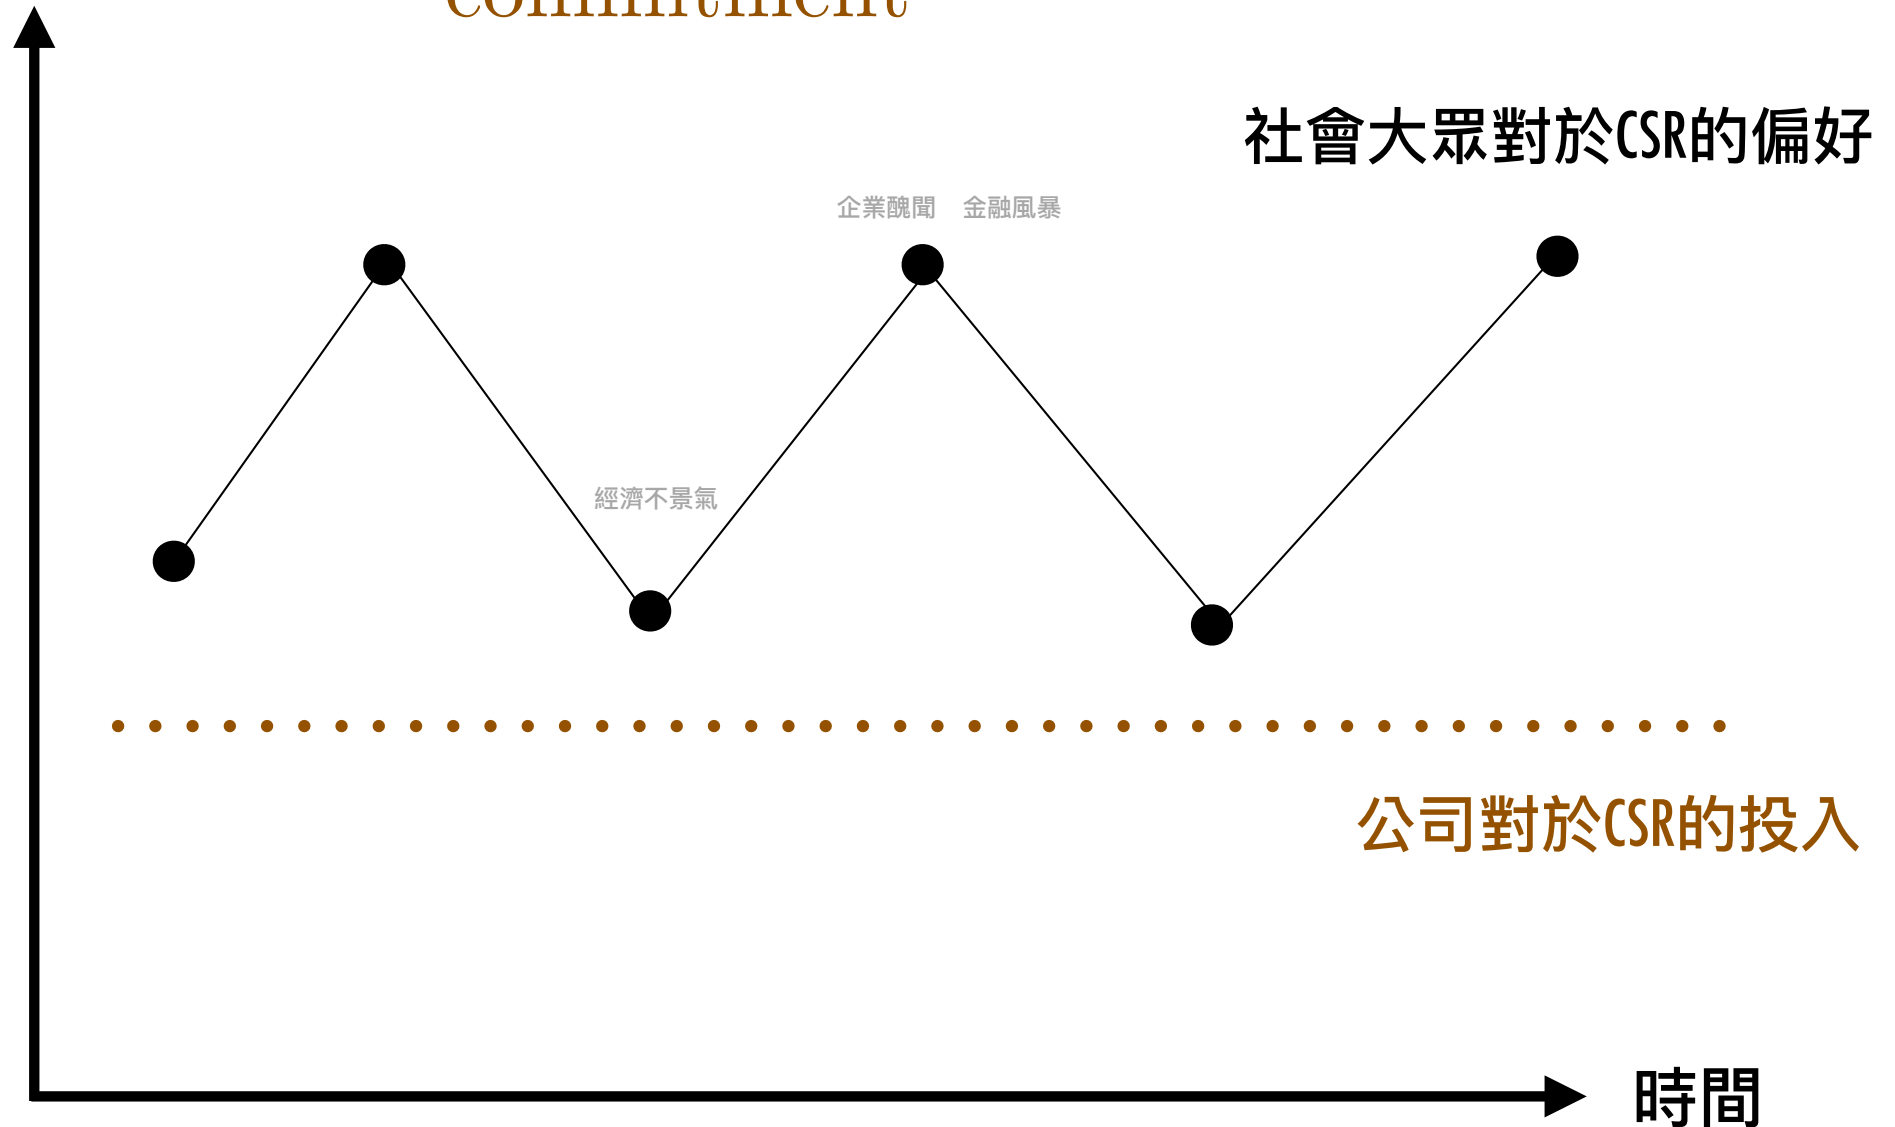 commitment
社會大眾對於CSR的偏好
企業醜聞 金融風暴
經濟不景氣
公司對於CSR的投入
時間